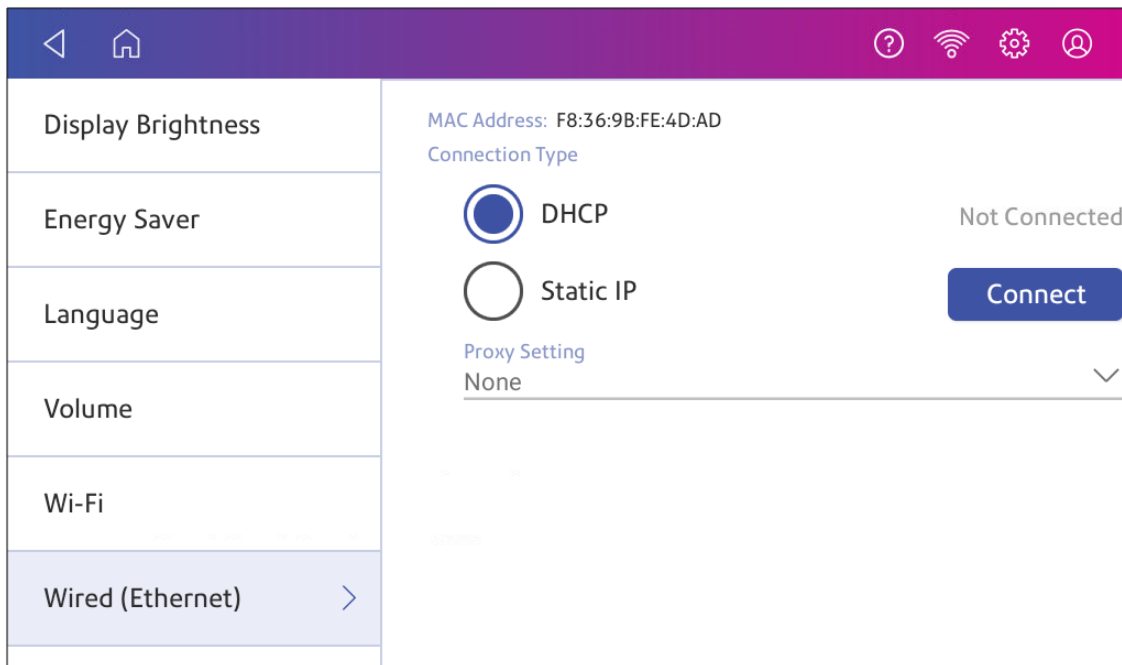 Display Brightness
Energy Saver
Language
Volume
Wi-Fi
Wired (Ethernet)
MAC Address: F8:36:9B:FE:4D:AD
Connection Type
DHCP
Not Connected
Static IP
Connect
Proxy Setting
None